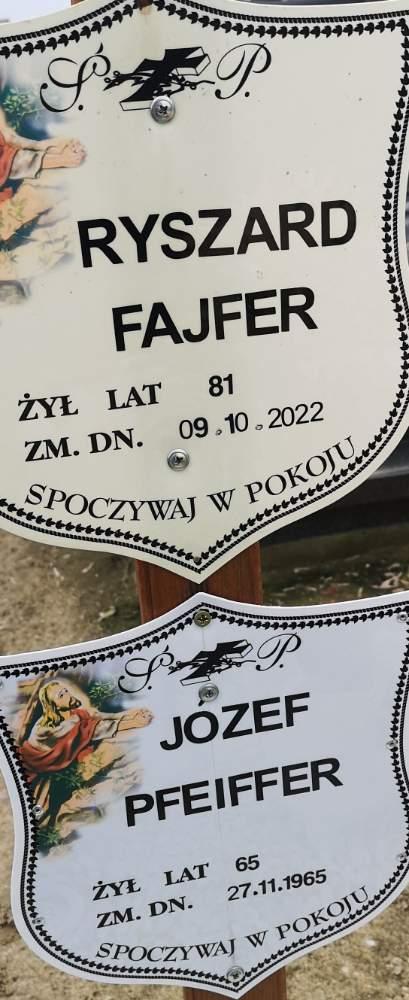 Ś. P.
RYSZARD
FAJFER
ŻYŁ LAT 81
ZM. DN. 09.10.2022
SPOCZYWAJ W POKOJU
Ś. P.
JÓZEF
PFEIFFER
ŻYŁ LAT 65
ZM. DN. 27.11.1965
SPOCZYWAJ W POKOJU